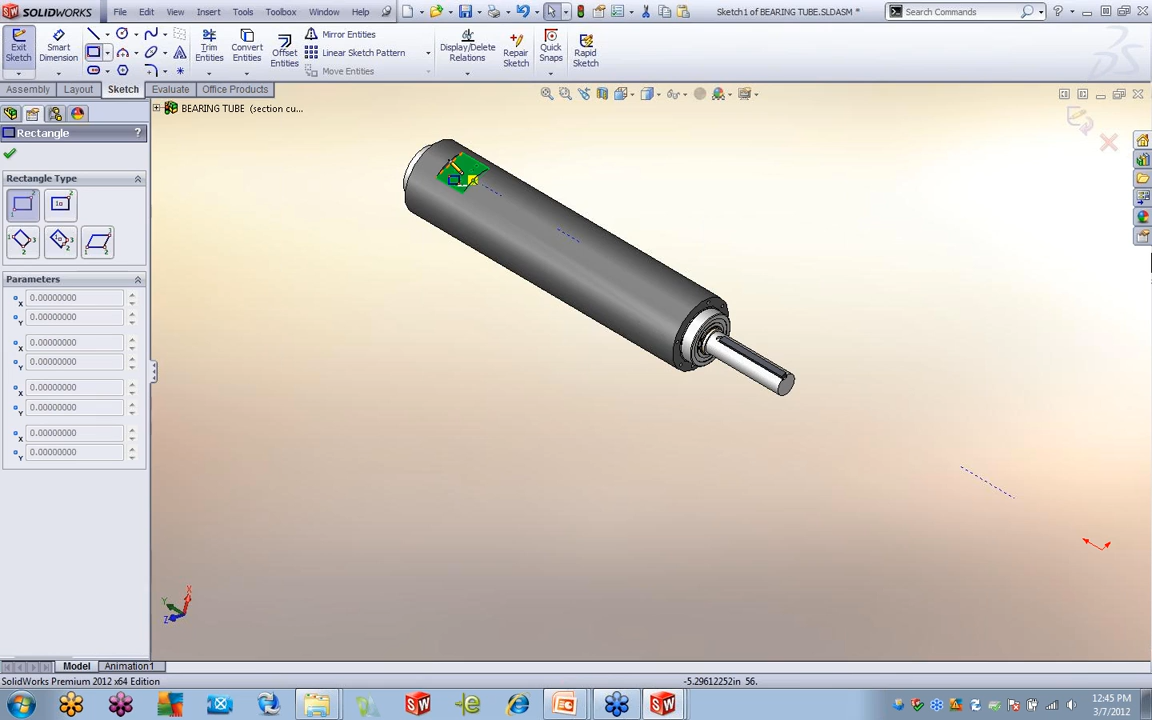 SOLIDWORKS File Edit View Insert Tools Toolbox Window Help Sketch1 of BEARING TUBE.SLDASM * Search Commands
Exit Sketch
Smart Dimension
Trim Entities
Convert Entities
Offset Entities
Mirror Entities
Linear Sketch Pattern
Move Entities
Display/Delete Relations
Repair Sketch
Quick Snaps
Rapid Sketch
Assembly Layout Sketch Evaluate Office Products
BEARING TUBE (section cu...
Rectangle ?
Rectangle Type
Parameters
0.00000000
0.00000000
0.00000000
0.00000000
0.00000000
0.00000000
0.00000000
0.00000000
X
Y
Z
Model Animation1
SolidWorks Premium 2012 x64 Edition -5.29612252in 56.
12:45 PM
3/7/2012